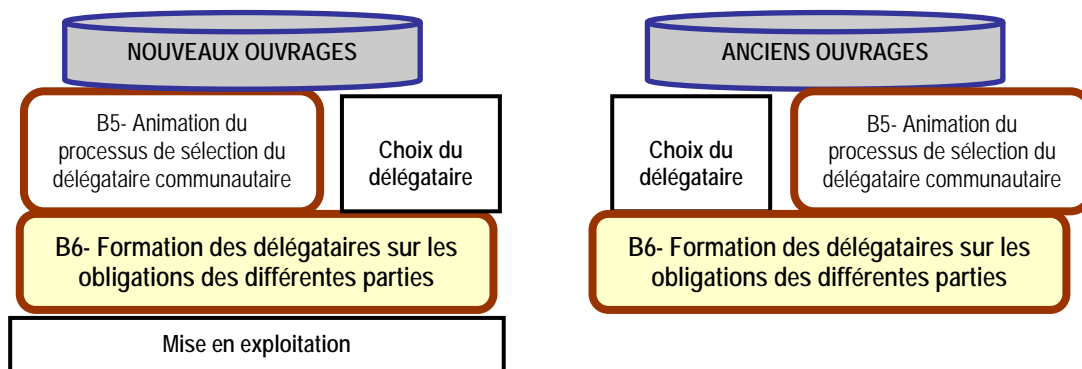 NOUVEAUX OUVRAGES
B5- Animation du
processus de sélection du
délégataire communautaire
Choix du
délégataire
B6- Formation des délégataires sur les
obligations des différentes parties
Mise en exploitation
ANCIENS OUVRAGES
Choix du
délégataire
B5- Animation du
processus de sélection du
délégataire communautaire
B6- Formation des délégataires sur les
obligations des différentes parties